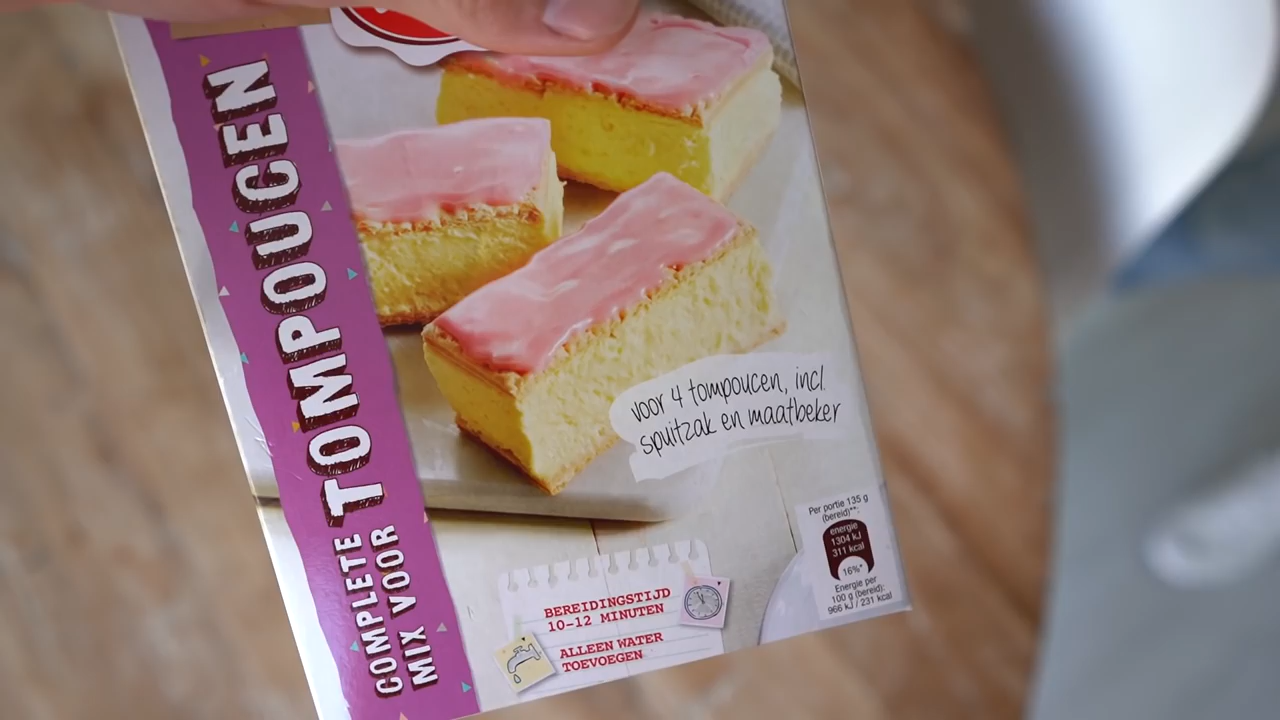 COMPLETE
MIX VOOR
TOMPOUCEN
voor 4 tompoucen, incl.
spuitzak en maatbeker
BEREIDINGSTIJD
10-12 MINUTEN
ALLEEN WATER
TOEVOEGEN
Per portie 135 g
(bereid)**:
energie
1304 kJ
311 kcal
16%*
Energie per
100 g (bereid):
966 kJ / 231 kcal